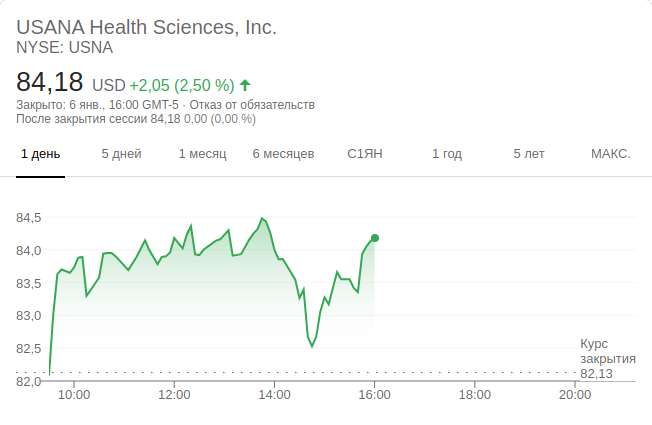 USANA Health Sciences, Inc.
NYSE: USNA
84,18 USD +2,05 (2,50 %)
Закрыто: 6 янв., 16:00 GMT-5 · Отказ от обязательств
После закрытия сессии 84,18 0,00 (0,00 %)
1 день 5 дней 1 месяц 6 месяцев С1ЯН 1 год 5 лет МАКС.
84,5
84,0
83,5
83,0
82,5
82,0
Курс
закрытия
82,13
10:00 12:00 14:00 16:00 18:00 20:00